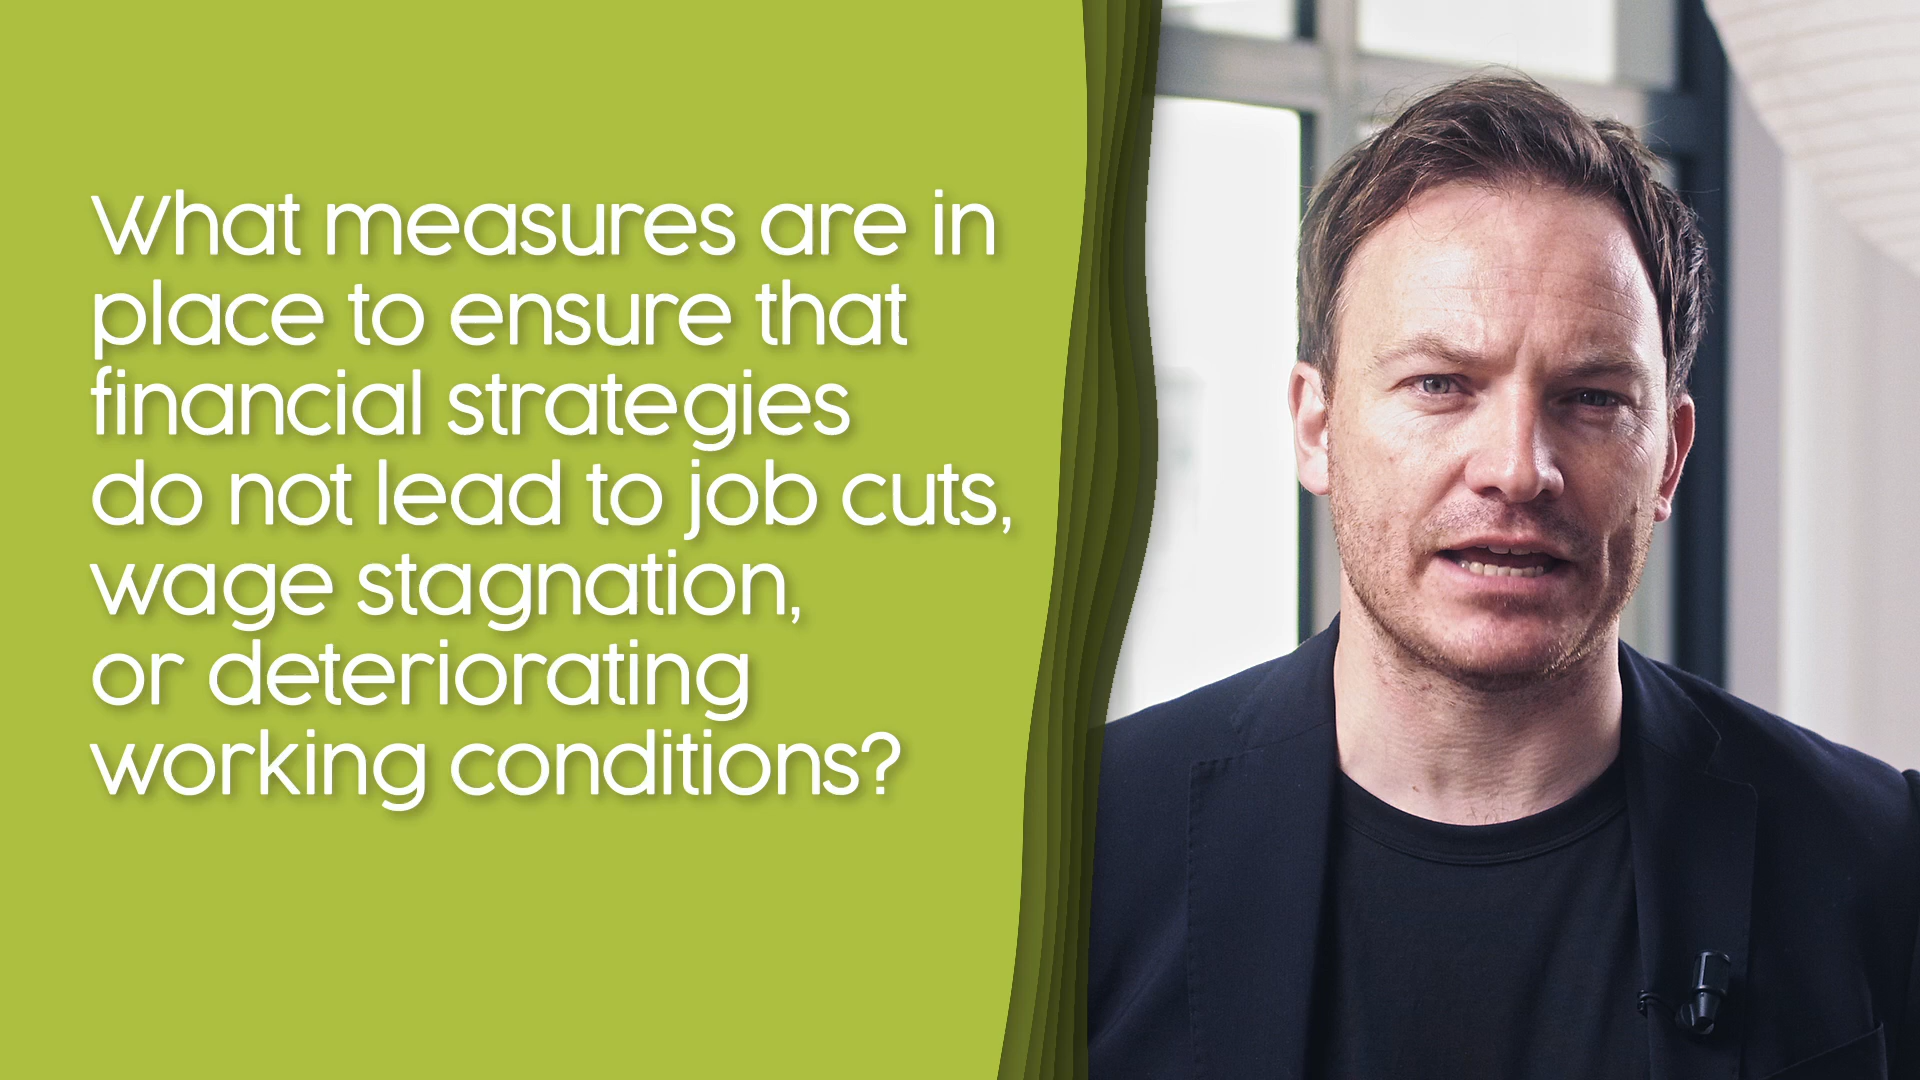 What measures are in
place to ensure that
financial strategies
do not lead to job cuts,
wage stagnation,
or deteriorating
working conditions?